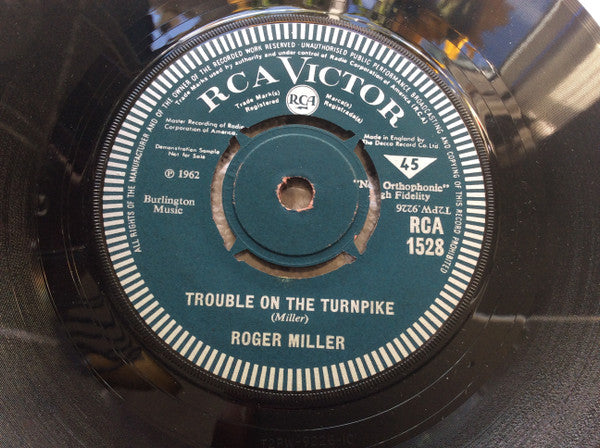 ALL RIGHTS OF THE MANUFACTURER AND OF THE OWNER OF THE RECORDED WORK RESERVED · UNAUTHORISED PUBLIC PERFORMANCE BROADCASTING AND COPYING OF THIS RECORD PROHIBITED
Trade Mark(s) used by authority and under control of Radio Corporation of America (RCA)
RCA VICTOR
Trade Mark(s)
Registered
RCA
Marca(s)
Registrada(s)
Master Recording of Radio
Corporation of America.
Made in England by
The Decca Record Co. Ltd
Demonstration Sample
Not for Sale
45
℗ 1962
Orthophonic"
gh Fidelity
Burlington
Music
T2PW.9226
RCA
1528
TROUBLE ON THE TURNPIKE
(Miller)
ROGER MILLER